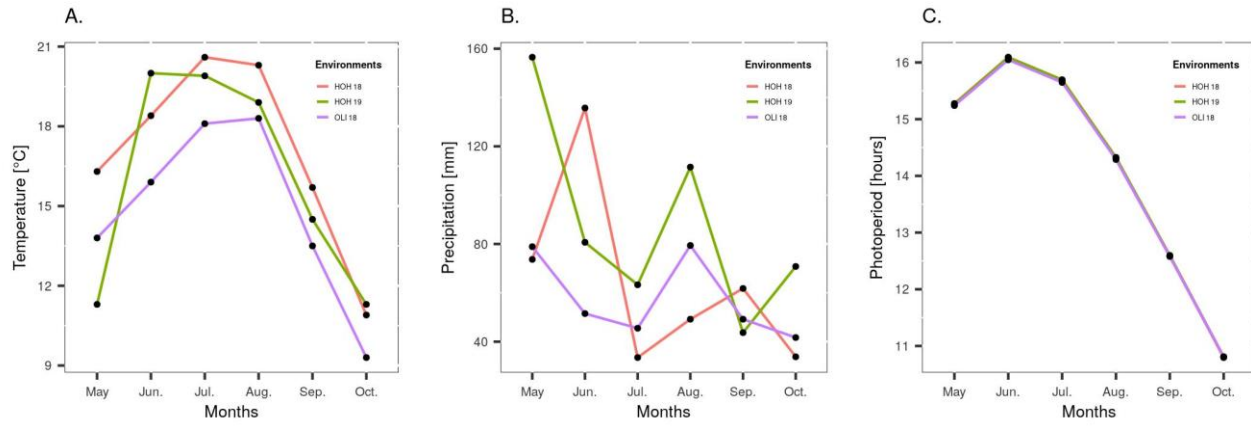 A.
Temperature [°C]
21
18
15
12
9
Environments
HOH 18
HOH 19
OLI 18
May Jun. Jul. Aug. Sep. Oct.
Months
B.
Precipitation [mm]
160
120
80
40
Environments
HOH 18
HOH 19
OLI 18
May Jun. Jul. Aug. Sep. Oct.
Months
C.
Photoperiod [hours]
16
15
14
13
12
11
Environments
HOH 18
HOH 19
OLI 18
May Jun. Jul. Aug. Sep. Oct.
Months